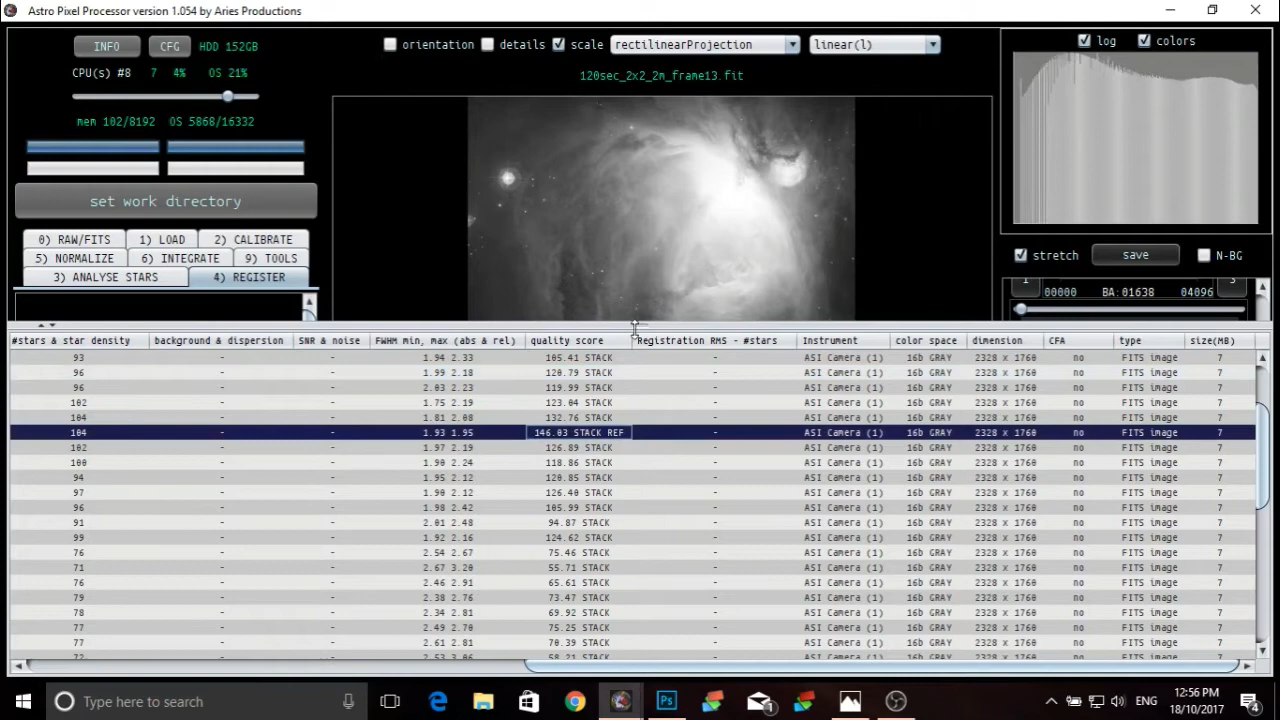 Astro Pixel Processor version 1.054 by Aries Productions
INFO CFG HDD 152GB
CPU(s) #8 7 4% OS 21%
mem 102/8192 OS 5868/16332
set work directory
0) RAW/FITS 1) LOAD 2) CALIBRATE
5) NORMALIZE 6) INTEGRATE 9) TOOLS
3) ANALYSE STARS 4) REGISTER
orientation details scale rectilinearProjection linear(l)
120sec_2x2_2m_frame13.fit
log colors
stretch save N-BG
00000 BA:01638 04096
#stars & star density background & dispersion SNR & noise FWHM min, max (abs & rel) quality score Registration RMS - #stars Instrument color space dimension CFA type size(MB)
93 - - 1.94 2.33 105.41 STACK - ASI Camera (1) 16b GRAY 2328 x 1760 no FITS image 7
96 - - 1.99 2.18 120.79 STACK - ASI Camera (1) 16b GRAY 2328 x 1760 no FITS image 7
96 - - 2.03 2.23 119.99 STACK - ASI Camera (1) 16b GRAY 2328 x 1760 no FITS image 7
102 - - 1.75 2.19 123.04 STACK - ASI Camera (1) 16b GRAY 2328 x 1760 no FITS image 7
104 - - 1.81 2.08 132.76 STACK - ASI Camera (1) 16b GRAY 2328 x 1760 no FITS image 7
104 - - 1.93 1.95 146.03 STACK REF - ASI Camera (1) 16b GRAY 2328 x 1760 no FITS image 7
102 - - 1.97 2.19 126.89 STACK - ASI Camera (1) 16b GRAY 2328 x 1760 no FITS image 7
100 - - 1.90 2.24 118.86 STACK - ASI Camera (1) 16b GRAY 2328 x 1760 no FITS image 7
94 - - 1.95 2.12 120.85 STACK - ASI Camera (1) 16b GRAY 2328 x 1760 no FITS image 7
97 - - 1.90 2.12 126.40 STACK - ASI Camera (1) 16b GRAY 2328 x 1760 no FITS image 7
96 - - 1.98 2.42 105.99 STACK - ASI Camera (1) 16b GRAY 2328 x 1760 no FITS image 7
91 - - 2.01 2.48 94.87 STACK - ASI Camera (1) 16b GRAY 2328 x 1760 no FITS image 7
99 - - 1.92 2.16 124.62 STACK - ASI Camera (1) 16b GRAY 2328 x 1760 no FITS image 7
76 - - 2.54 2.67 75.46 STACK - ASI Camera (1) 16b GRAY 2328 x 1760 no FITS image 7
71 - - 2.67 3.20 55.71 STACK - ASI Camera (1) 16b GRAY 2328 x 1760 no FITS image 7
76 - - 2.46 2.91 65.61 STACK - ASI Camera (1) 16b GRAY 2328 x 1760 no FITS image 7
79 - - 2.38 2.76 73.47 STACK - ASI Camera (1) 16b GRAY 2328 x 1760 no FITS image 7
78 - - 2.34 2.81 69.92 STACK - ASI Camera (1) 16b GRAY 2328 x 1760 no FITS image 7
77 - - 2.49 2.70 75.25 STACK - ASI Camera (1) 16b GRAY 2328 x 1760 no FITS image 7
77 - - 2.61 2.81 70.39 STACK - ASI Camera (1) 16b GRAY 2328 x 1760 no FITS image 7
72 - - 2.53 3.06 58.21 STACK - ASI Camera (1) 16b GRAY 2328 x 1760 no FITS image 7
Type here to search
ENG
12:56 PM
18/10/2017
1
4